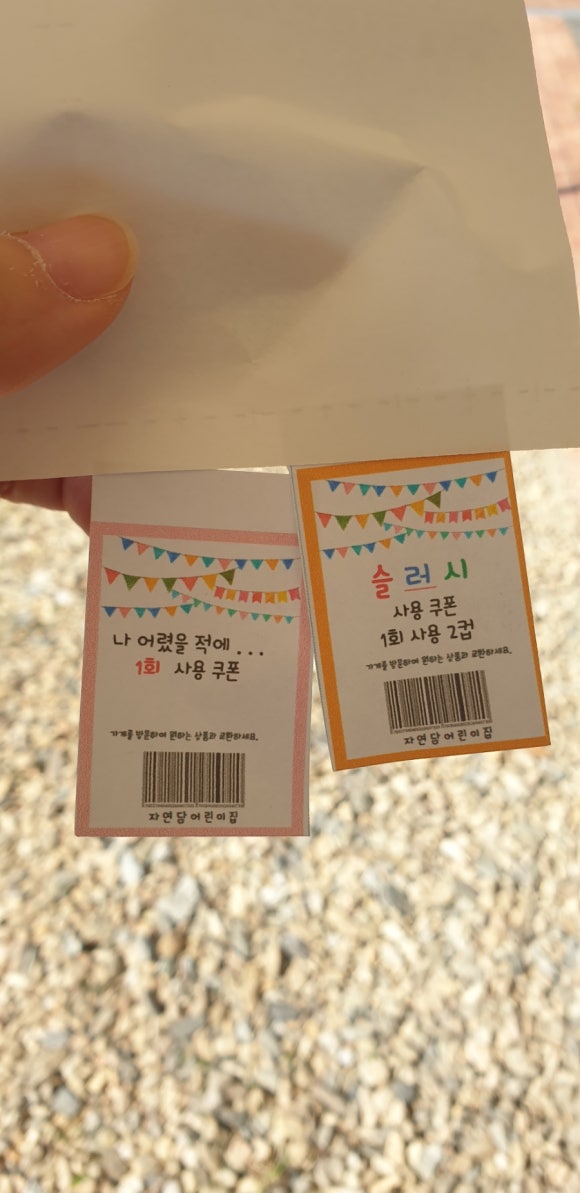 나 어렸을 적에...
1회 사용 쿠폰
가게를 방문하여 원하는 상품과 교환하세요.
자연담어린이집
슬러시
사용 쿠폰
1회 사용 2컵
가게를 방문하여 원하는 상품과 교환하세요.
자연담어린이집